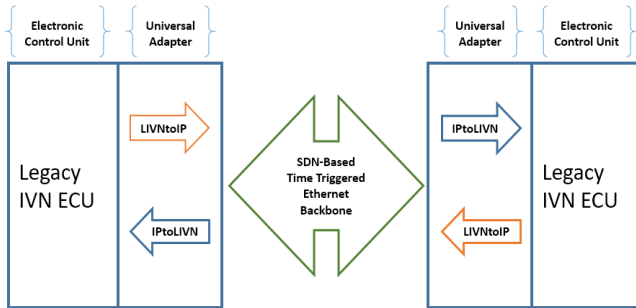 Electronic
Control Unit
Universal
Adapter
Universal
Adapter
Electronic
Control Unit
Legacy
IVN ECU
LIVNtoIP
IPtoLIVN
SDN-Based
Time Triggered
Ethernet
Backbone
IPtoLIVN
LIVNtoIP
Legacy
IVN ECU